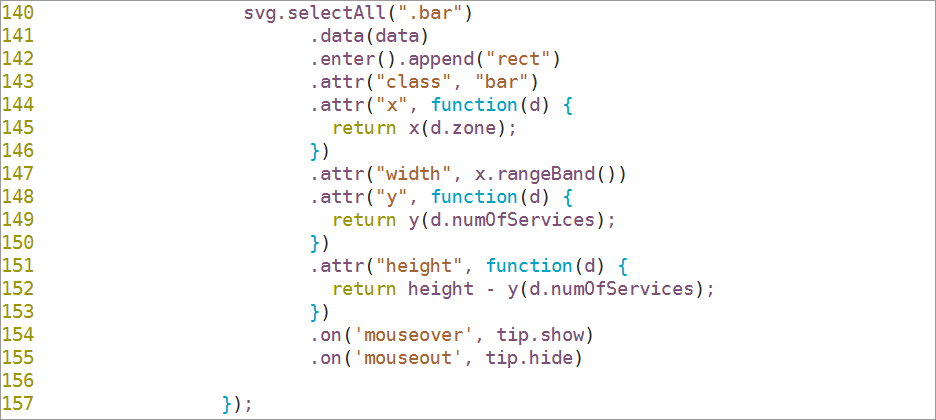 140                   svg.selectAll(".bar")
141                         .data(data)
142                         .enter().append("rect")
143                         .attr("class", "bar")
144                         .attr("x", function(d) {
145                           return x(d.zone);
146                         })
147                         .attr("width", x.rangeBand())
148                         .attr("y", function(d) {
149                           return y(d.numOfServices);
150                         })
151                         .attr("height", function(d) {
152                           return height - y(d.numOfServices);
153                         })
154                         .on('mouseover', tip.show)
155                         .on('mouseout', tip.hide)
156
157                 });